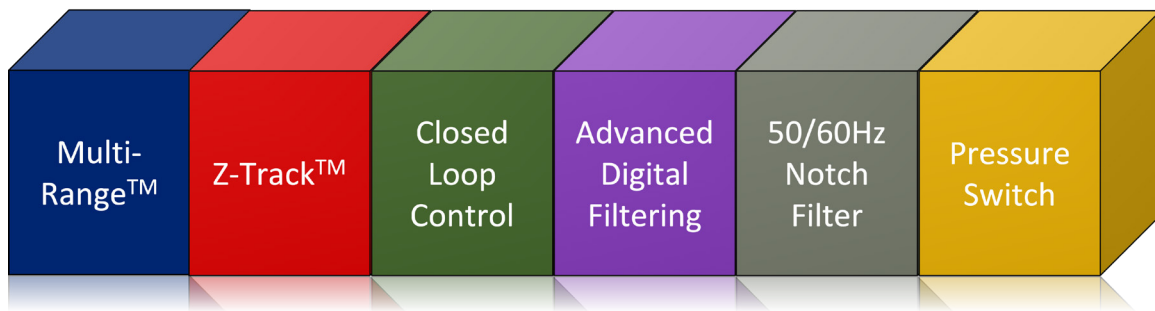 Multi-
Range™
Z-Track™
Closed
Loop
Control
Advanced
Digital
Filtering
50/60Hz
Notch
Filter
Pressure
Switch